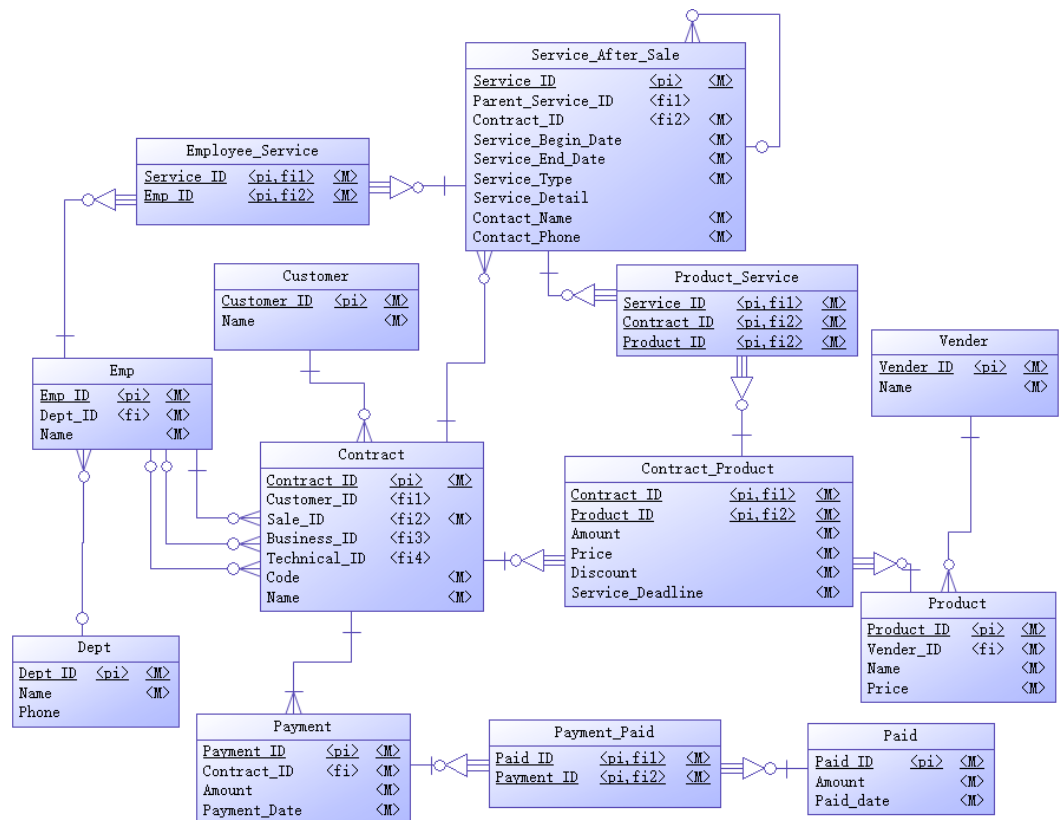 Service_After_Sale
Service_ID <pi> <M>
Parent_Service_ID <fi1>
Contract_ID <fi2> <M>
Service_Begin_Date <M>
Service_End_Date <M>
Service_Type <M>
Service_Detail
Contact_Name <M>
Contact_Phone <M>
Employee_Service
Service_ID <pi,fi1> <M>
Emp_ID <pi,fi2> <M>
Customer
Customer_ID <pi> <M>
Name <M>
Product_Service
Service_ID <pi,fi1> <M>
Contract_ID <pi,fi2> <M>
Product_ID <pi,fi2> <M>
Vender
Vender_ID <pi> <M>
Name <M>
Emp
Emp_ID <pi> <M>
Dept_ID <fi> <M>
Name <M>
Contract
Contract_ID <pi> <M>
Customer_ID <fi1>
Sale_ID <fi2> <M>
Business_ID <fi3>
Technical_ID <fi4>
Code <M>
Name <M>
Contract_Product
Contract_ID <pi,fi1> <M>
Product_ID <pi,fi2> <M>
Amount <M>
Price <M>
Discount <M>
Service_Deadline <M>
Product
Product_ID <pi> <M>
Vender_ID <fi> <M>
Name <M>
Price <M>
Dept
Dept_ID <pi> <M>
Name <M>
Phone
Payment
Payment_ID <pi> <M>
Contract_ID <fi> <M>
Amount <M>
Payment_Date <M>
Payment_Paid
Paid_ID <pi,fi1> <M>
Payment_ID <pi,fi2> <M>
Paid
Paid_ID <pi> <M>
Amount <M>
Paid_date <M>